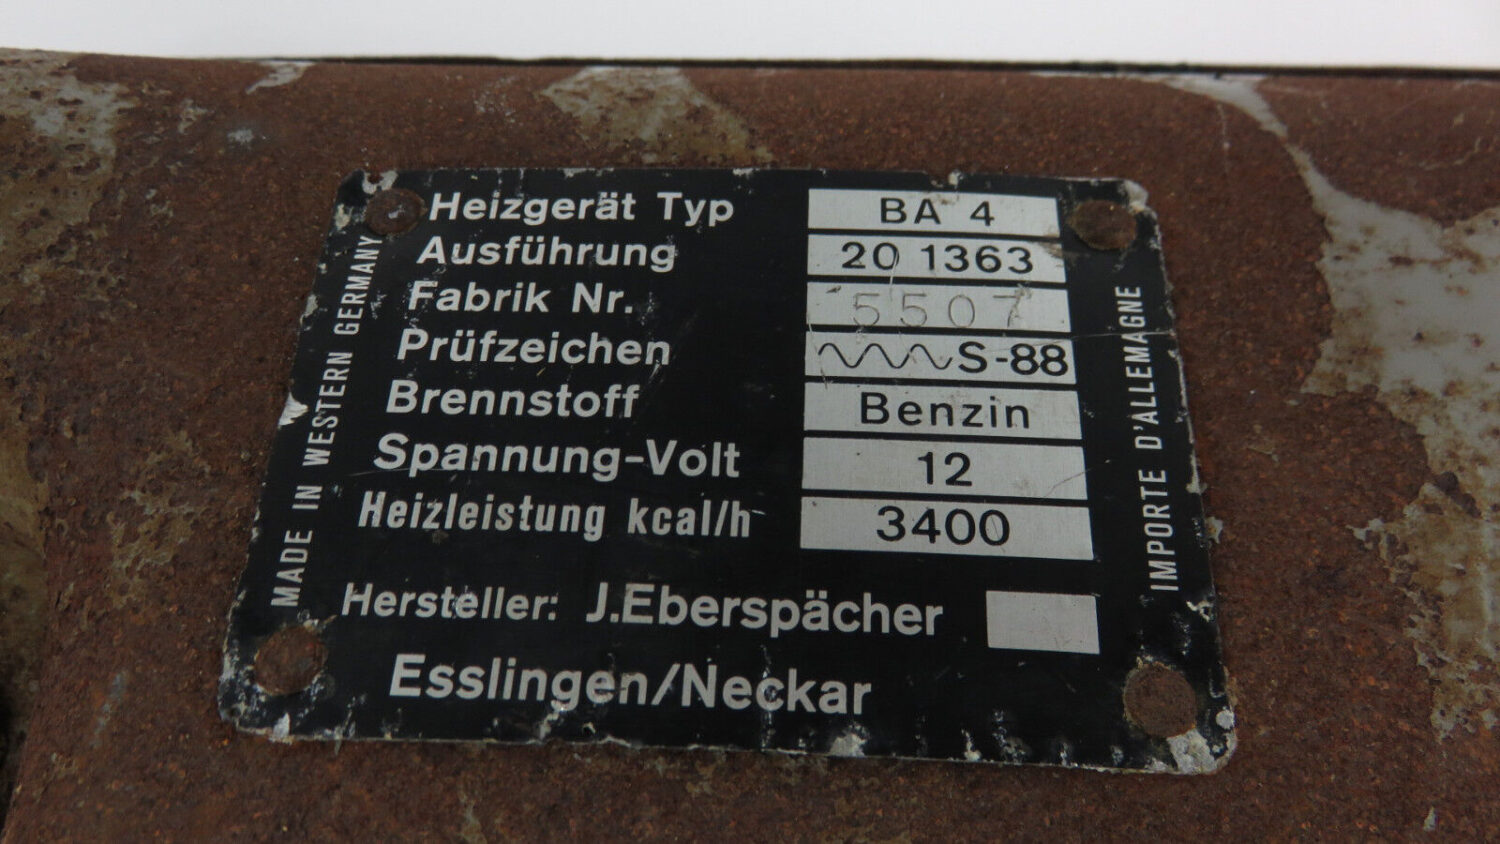 Heizgerät Typ BA 4
Ausführung 20 1363
Fabrik Nr. 5507
Prüfzeichen S-88
Brennstoff Benzin
Spannung-Volt 12
Heizleistung kcal/h 3400
Hersteller: J.Eberspächer
Esslingen/Neckar
MADE IN WESTERN GERMANY
IMPORTE D'ALLEMAGNE